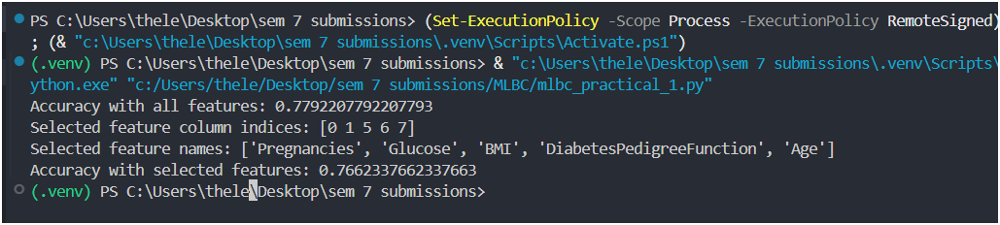 PS C:\Users\thele\Desktop\sem 7 submissions> (Set-ExecutionPolicy -Scope Process -ExecutionPolicy RemoteSigned)
; (& "c:\Users\thele\Desktop\sem 7 submissions\.venv\Scripts\Activate.ps1")
(.venv) PS C:\Users\thele\Desktop\sem 7 submissions> & "c:\Users\thele\Desktop\sem 7 submissions\.venv\Scripts\
ython.exe" "c:/Users/thele/Desktop/sem 7 submissions/MLBC/mlbc_practical_1.py"
Accuracy with all features: 0.7792207792207793
Selected feature column indices: [0 1 5 6 7]
Selected feature names: ['Pregnancies', 'Glucose', 'BMI', 'DiabetesPedigreeFunction', 'Age']
Accuracy with selected features: 0.7662337662337663
(.venv) PS C:\Users\thele\Desktop\sem 7 submissions>